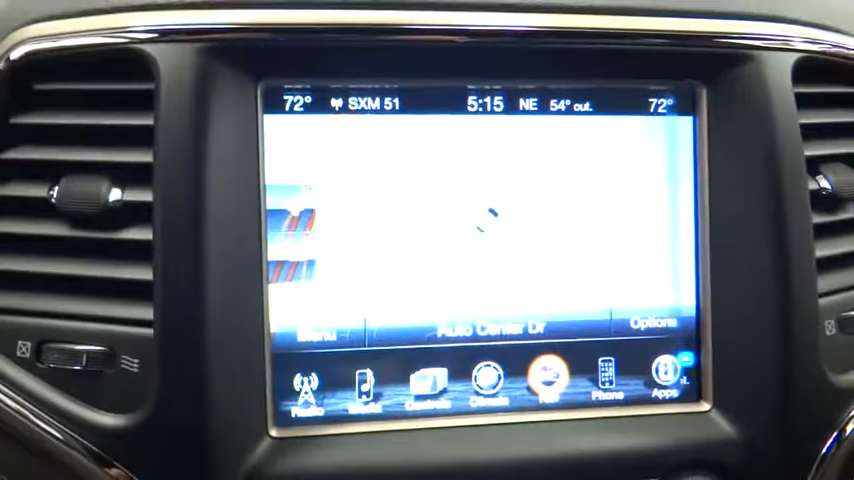 72° SXM 51 5:15 NE 54° out. 72°
Menu Auto Center Dr Options
Radio Media Controls Climate Nav Phone Apps